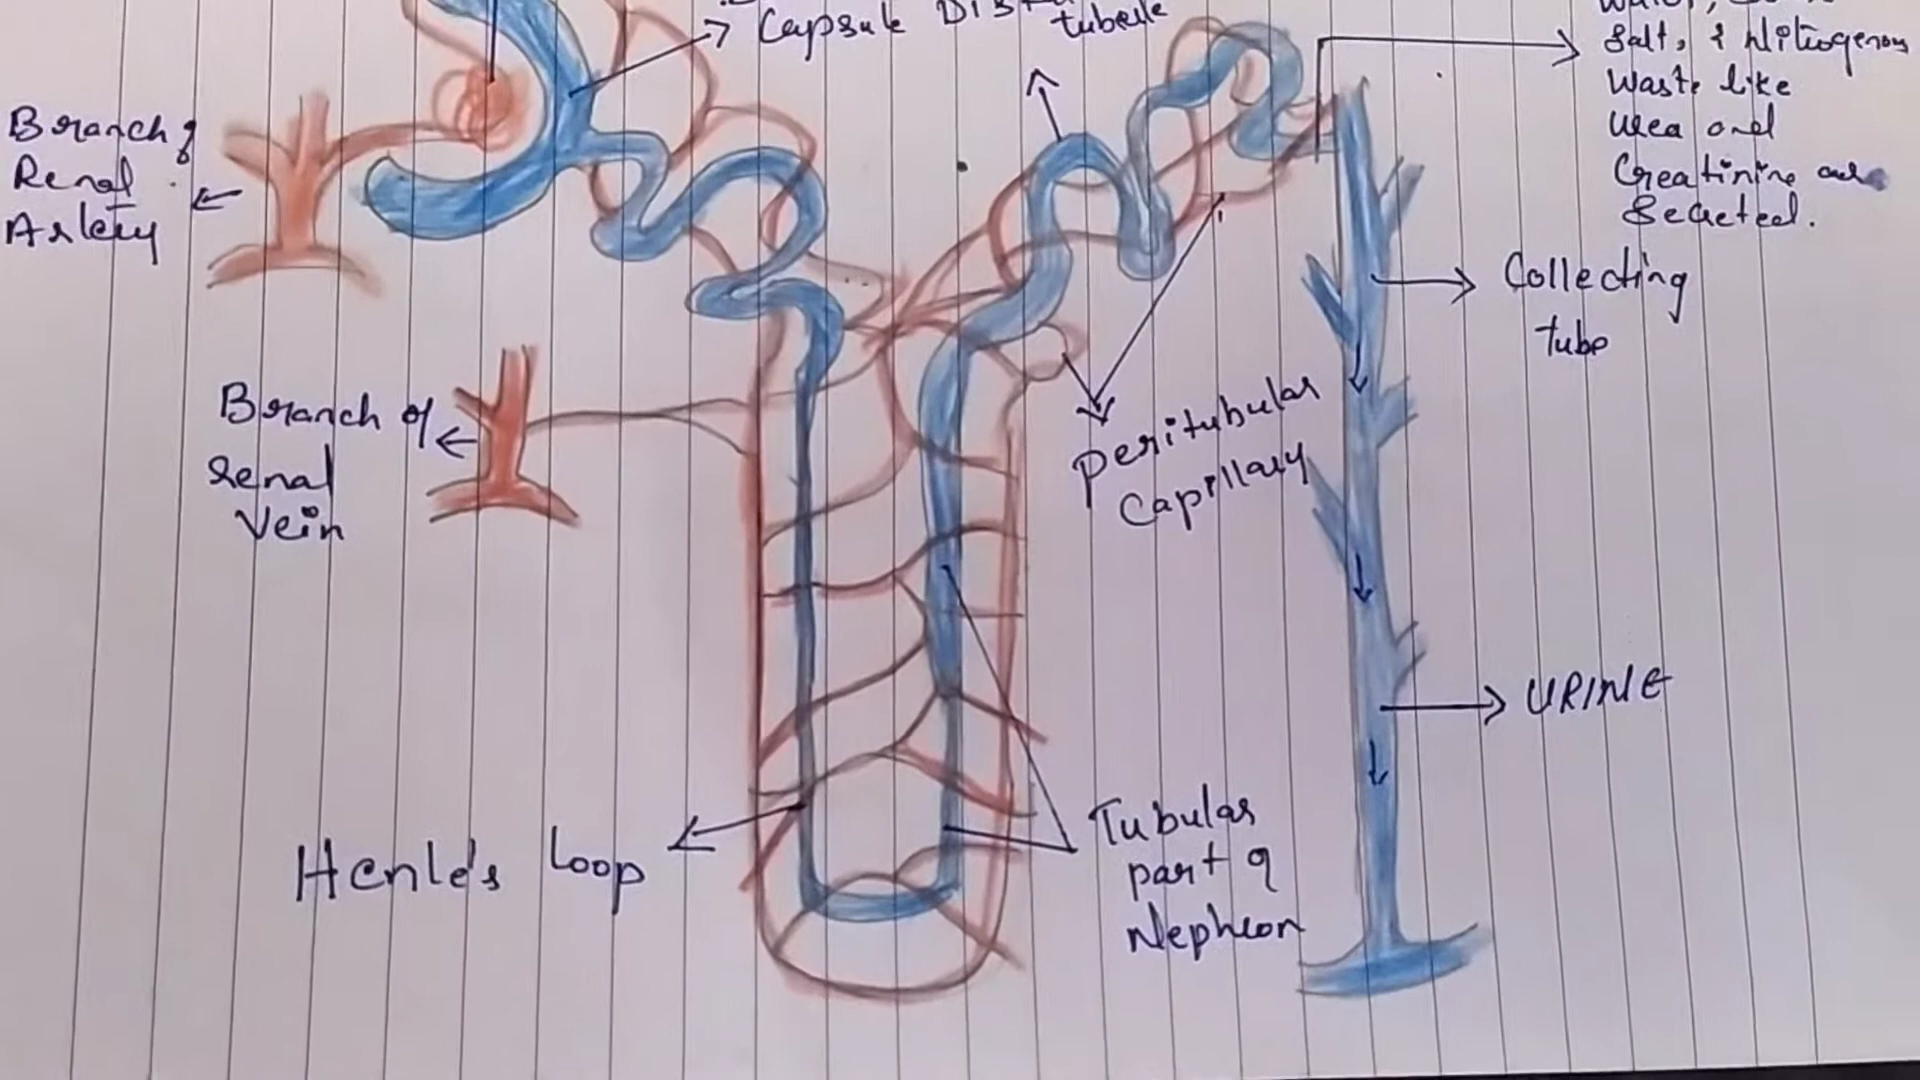 Capsule
tubule
Salt, & Nitrogenous
Waste like
Urea and
Creatinine are
Secreted.
Branch of
Renal
Artery
Collecting
tube
Branch of
renal
Vein
Peritubular
Capillary
URINE
Henle's Loop
Tubular
part of
Nephron